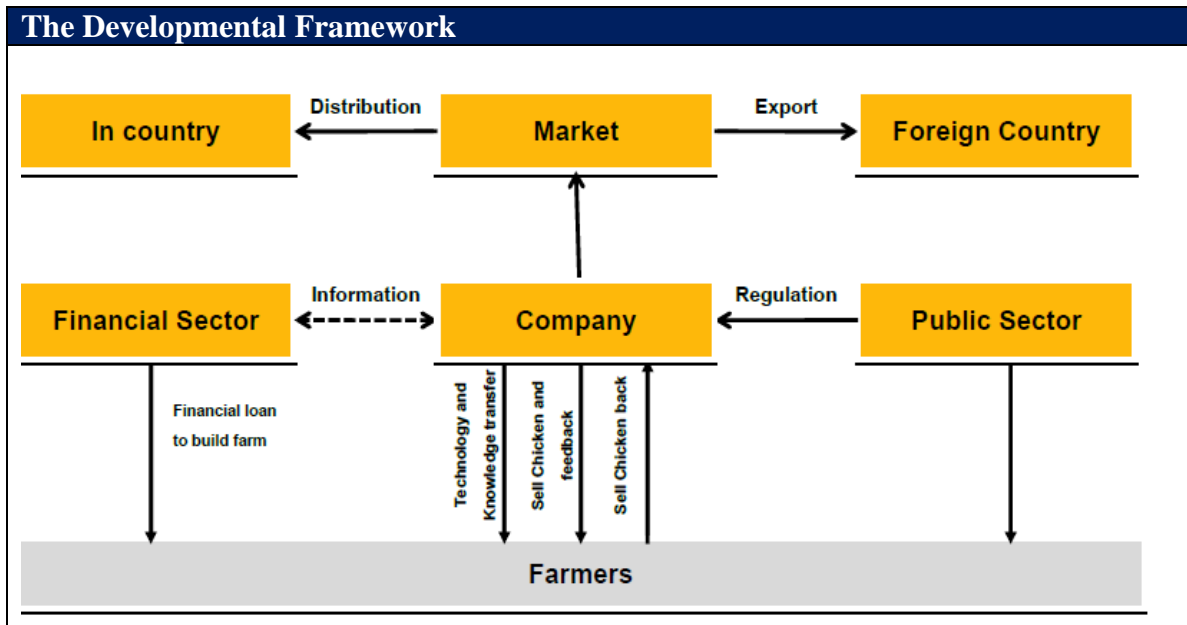 The Developmental Framework
Distribution
Export
In country
Market
Foreign Country
Information
Regulation
Financial Sector
Company
Public Sector
Financial loan
to build farm
Technology and
Knowledge transfer
Sell Chicken and
feedback
Sell Chicken back
Farmers